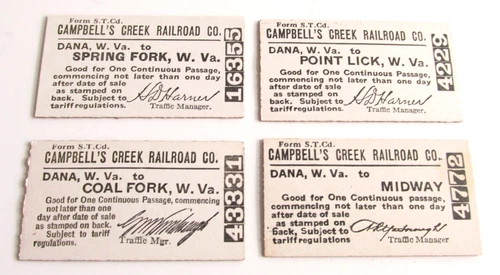 Form S.T.Cd.
CAMPBELL'S CREEK RAILROAD CO.
DANA, W. Va. to
SPRING FORK, W. Va.
Good for One Continuous Passage,
commencing not later than one day
after date of sale
as stamped on
back. Subject to
tariff regulations.
S D Harner
Traffic Manager.
16355
Form S.T.Cd.
CAMPBELL'S CREEK RAILROAD CO.
DANA, W. Va. to
POINT LICK, W. Va.
Good for One Continuous Passage,
commencing not later than one day
after date of sale
as stamped on
back. Subject to
tariff regulations.
S D Harner
Traffic Manager.
4229
Form S.T.Cd.
CAMPBELL'S CREEK RAILROAD CO.
DANA, W. Va. to
COAL FORK, W. Va.
Good for One Continuous Passage, commencing
not later than one
day after date of sale
as stamped on back.
Subject to tariff
regulations.
Traffic Mgr.
43331
Form S.T.Cd.
CAMPBELL'S CREEK RAILROAD CO.
DANA, W. Va. to
MIDWAY
Good for One Continuous passage,
commencing not later than one day
after date of sale
as stamped on
back, Subject to
tariff regulations.
Traffic Manager.
4772